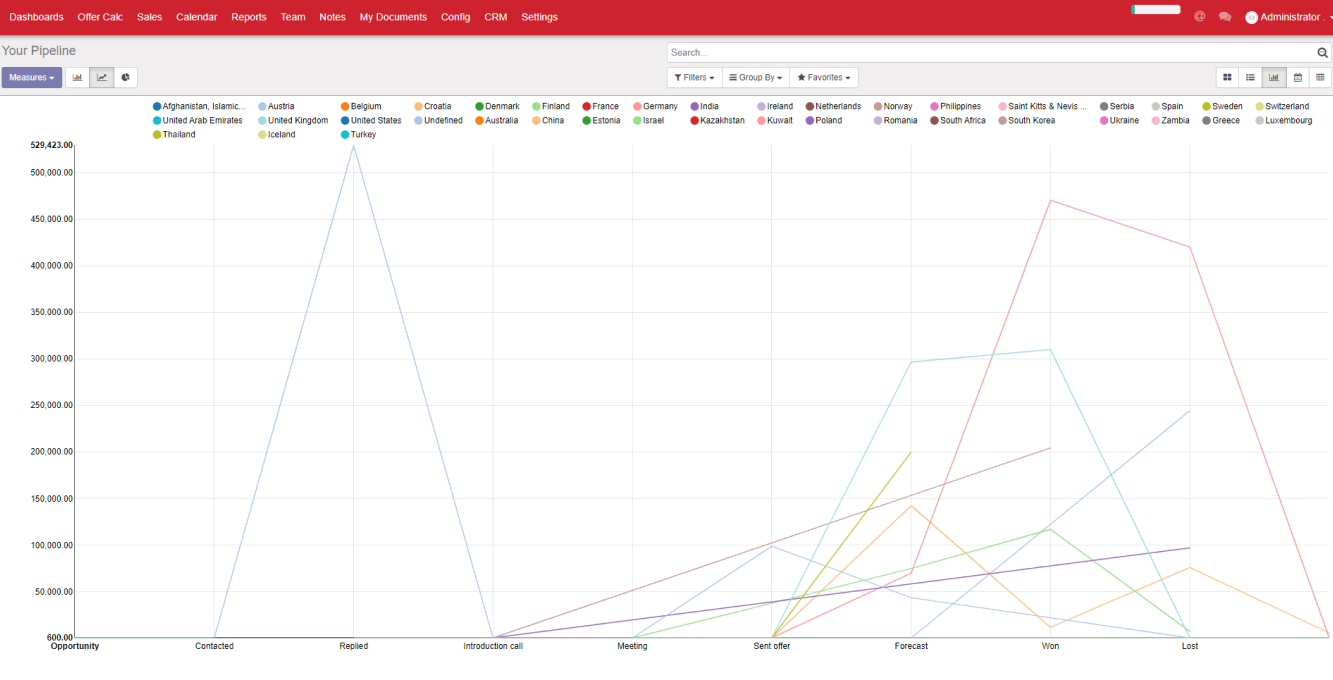 Dashboards Offer Calc Sales Calendar Reports Team Notes My Documents Config CRM Settings @ Administrator .
Your Pipeline
Search...
Measures
Filters Group By Favorites
Afghanistan, Islamic... Austria Belgium Croatia Denmark Finland France Germany India Ireland Netherlands Norway Philippines Saint Kitts & Nevis ... Serbia Spain Sweden Switzerland
United Arab Emirates United Kingdom United States Undefined Australia China Estonia Israel Kazakhstan Kuwait Poland Romania South Africa South Korea Ukraine Zambia Greece Luxembourg
Thailand Iceland Turkey
529,423.00
500,000.00
450,000.00
400,000.00
350,000.00
300,000.00
250,000.00
200,000.00
150,000.00
100,000.00
50,000.00
600.00
Opportunity Contacted Replied Introduction call Meeting Sent offer Forecast Won Lost